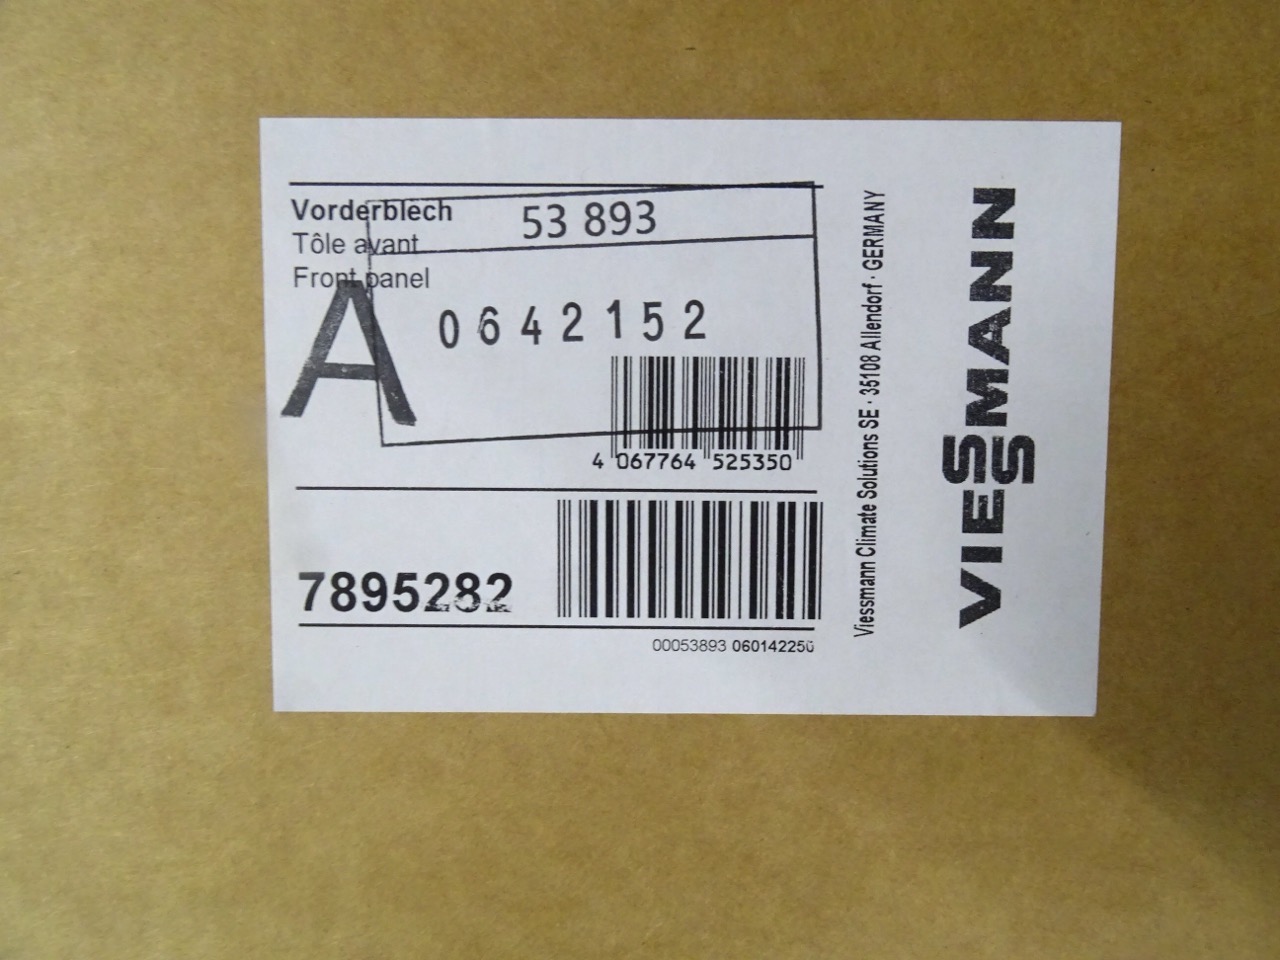 Vorderblech
Tôle avant
Front panel
53 893
A
0642152
4 067764 525350
7895282
00053893 060142250
Viessmann Climate Solutions SE · 35108 Allendorf · GERMANY
VIESSMANN